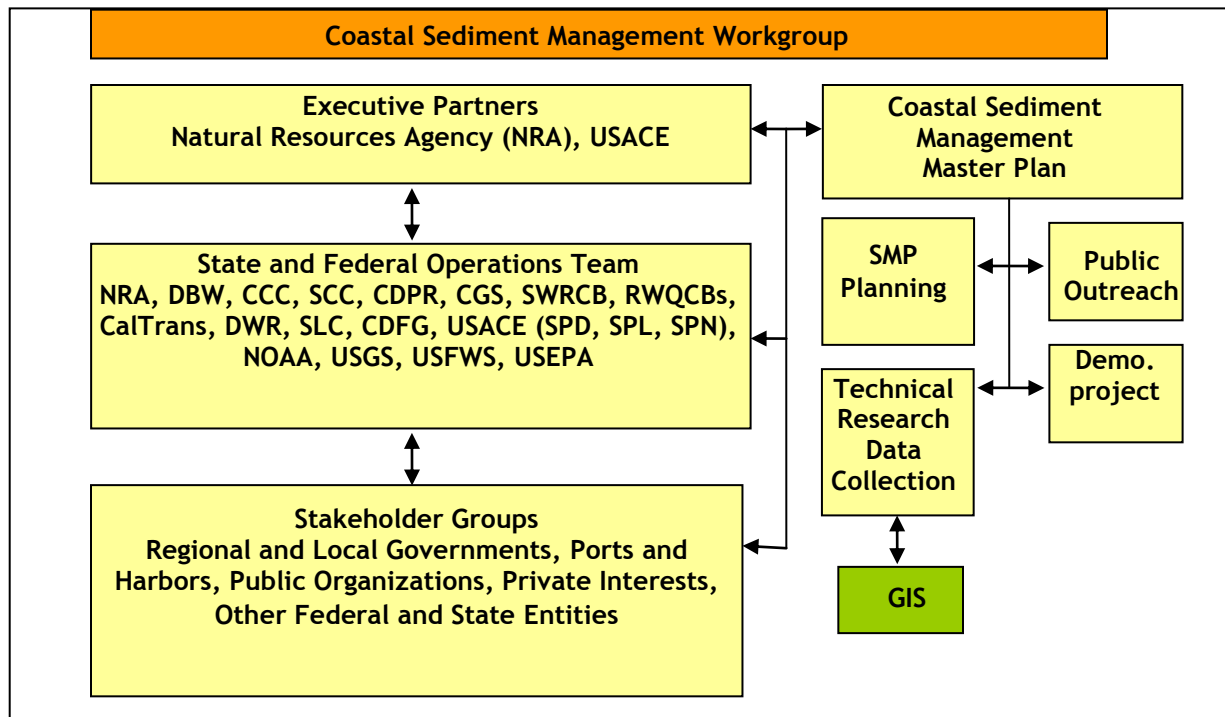 Coastal Sediment Management Workgroup
Executive Partners
Natural Resources Agency (NRA), USACE
State and Federal Operations Team
NRA, DBW, CCC, SCC, CDPR, CGS, SWRCB, RWQCBs,
CalTrans, DWR, SLC, CDFG, USACE (SPD, SPL, SPN),
NOAA, USGS, USFWS, USEPA
Stakeholder Groups
Regional and Local Governments, Ports and
Harbors, Public Organizations, Private Interests,
Other Federal and State Entities
Coastal Sediment
Management
Master Plan
SMP
Planning
Public
Outreach
Technical
Research
Data
Collection
Demo.
project
GIS